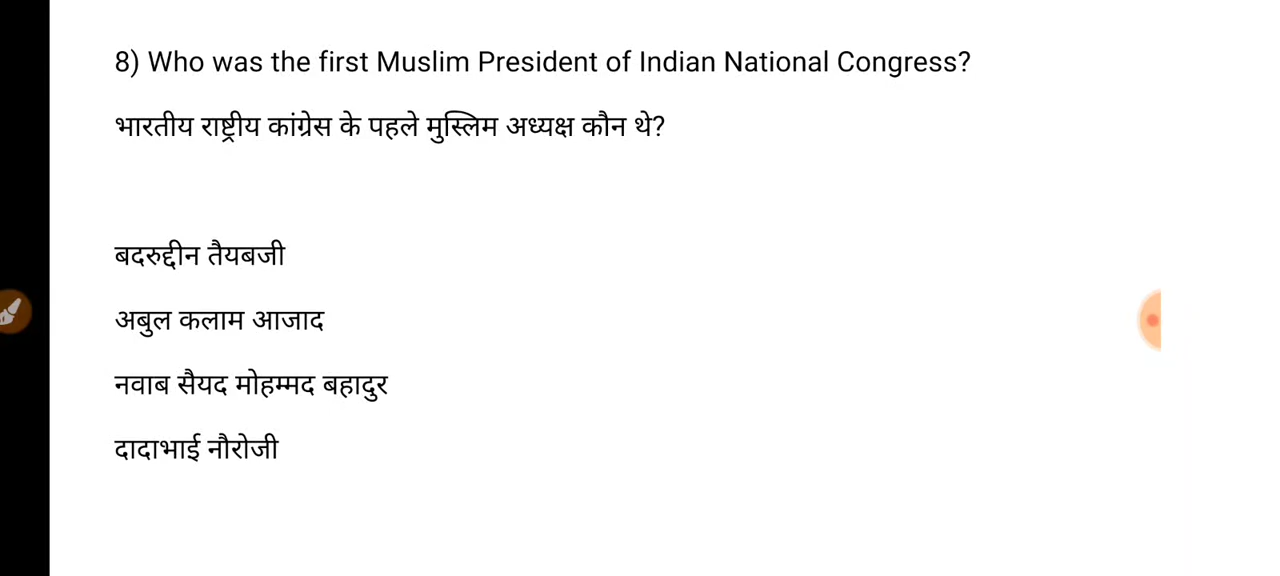 8) Who was the first Muslim President of Indian National Congress?
भारतीय राष्ट्रीय कांग्रेस के पहले मुस्लिम अध्यक्ष कौन थे?
बदरुद्दीन तैयबजी
अबुल कलाम आजाद
नवाब सैयद मोहम्मद बहादुर
दादाभाई नौरोजी